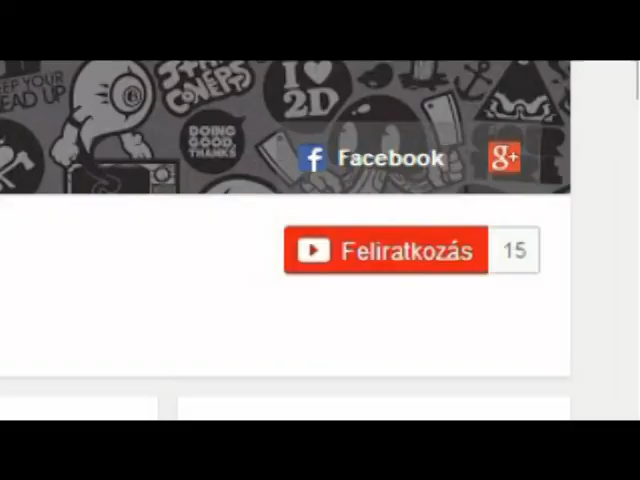 EP YOUR
EAD UP
I ♥
2D
DOING
GOOD,
THANKS
Facebook
g+
Feliratkozás
15